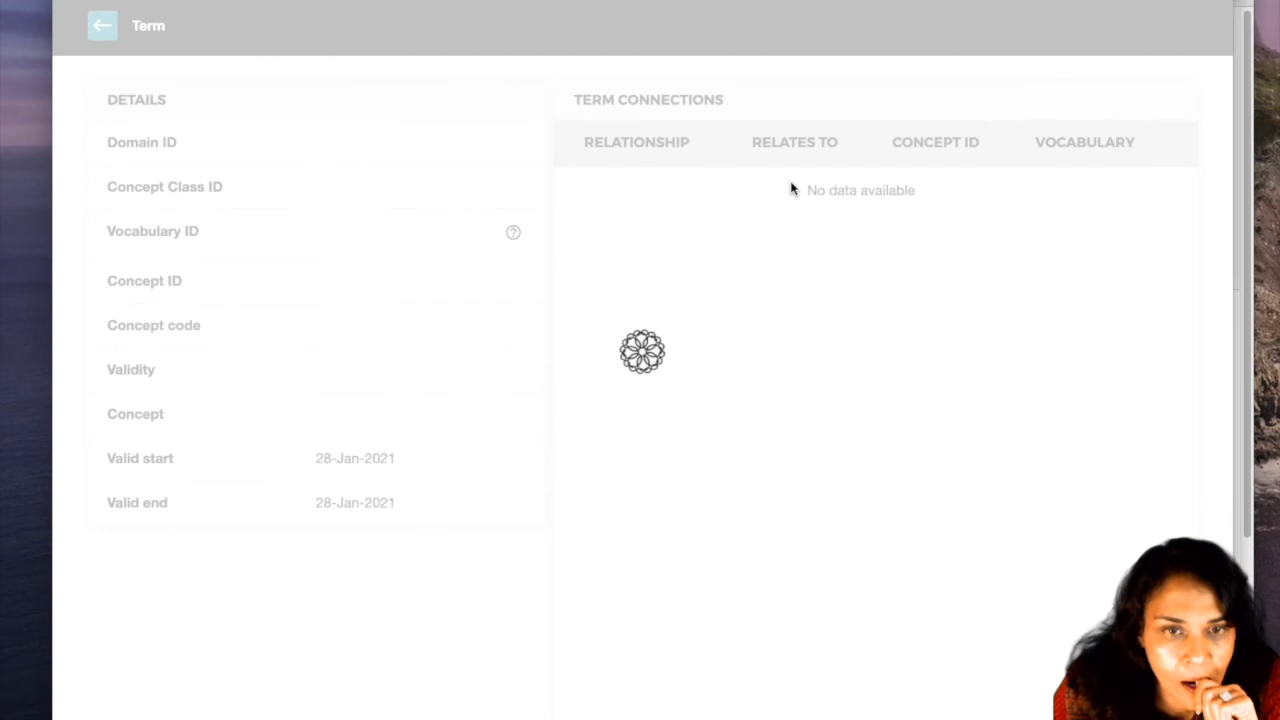 Term
DETAILS
Domain ID
Concept Class ID
Vocabulary ID
Concept ID
Concept code
Validity
Concept
Valid start 28-Jan-2021
Valid end 28-Jan-2021
TERM CONNECTIONS
RELATIONSHIP RELATES TO CONCEPT ID VOCABULARY
No data available